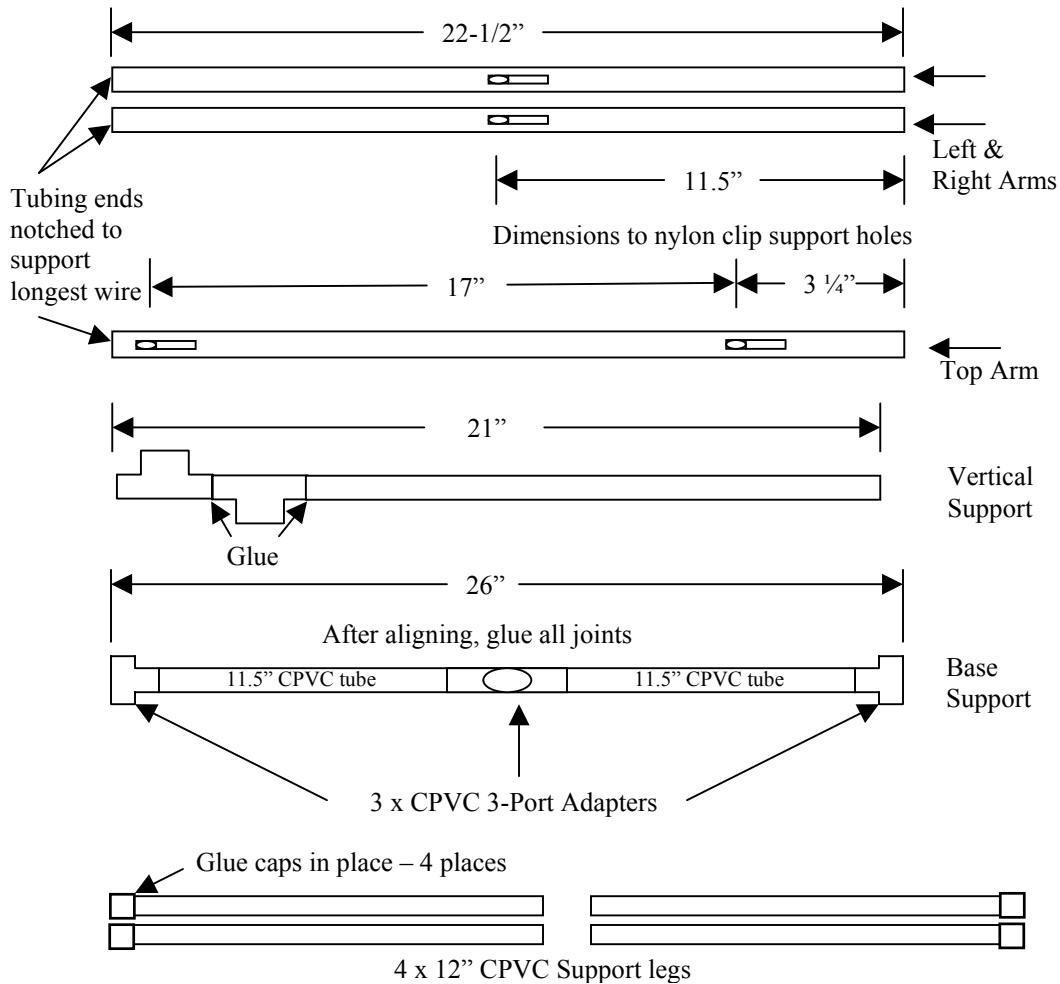 22-1/2”
Left &
Right Arms
11.5”
Tubing ends
notched to
support
longest wire
Dimensions to nylon clip support holes
17”
3 ¼”
Top Arm
21”
Vertical
Support
Glue
26”
After aligning, glue all joints
11.5” CPVC tube
11.5” CPVC tube
Base
Support
3 x CPVC 3-Port Adapters
Glue caps in place – 4 places
4 x 12” CPVC Support legs